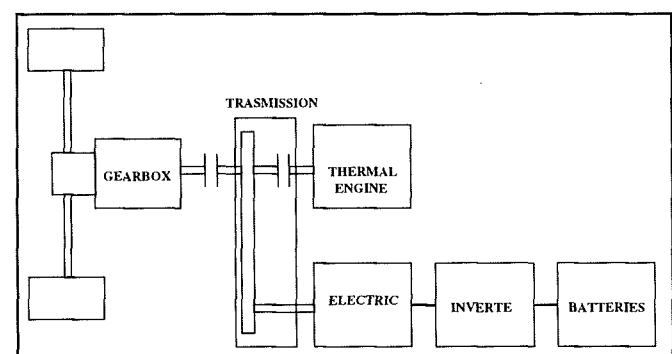 TRASMISSION
GEARBOX
THERMAL
ENGINE
ELECTRIC
INVERTE
BATTERIES